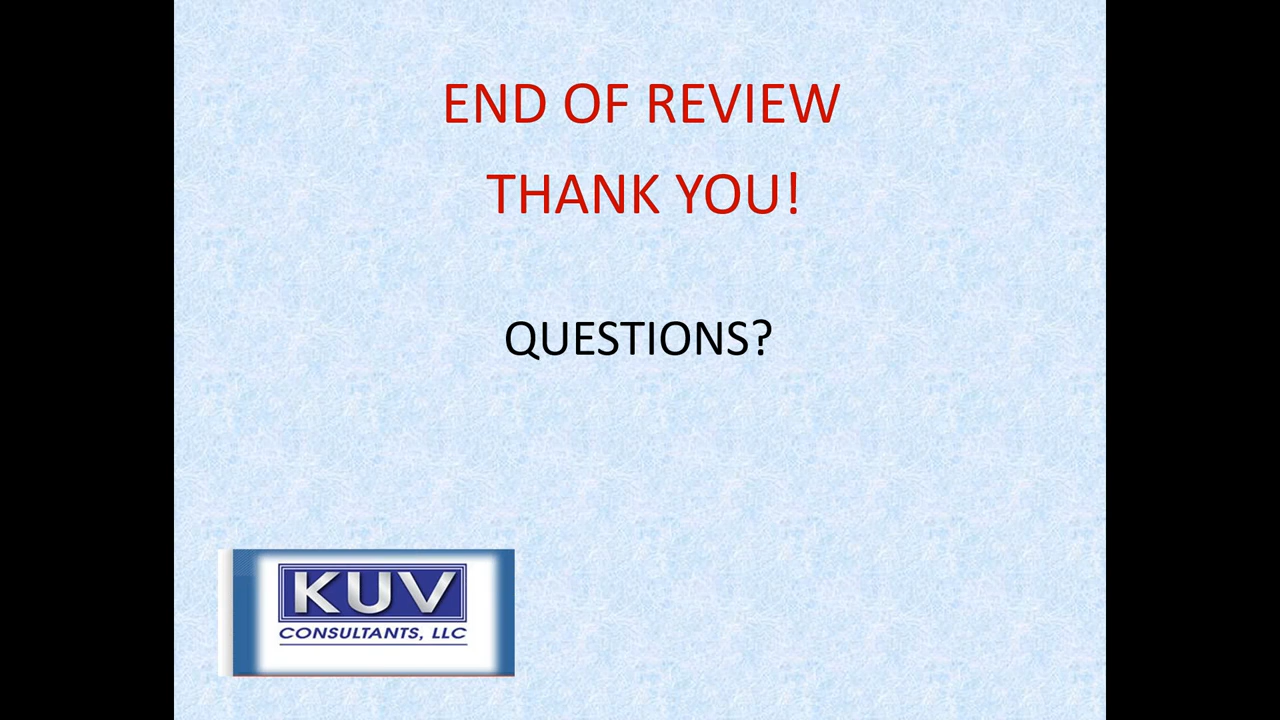 END OF REVIEW
THANK YOU!
QUESTIONS?
KUV
CONSULTANTS, LLC